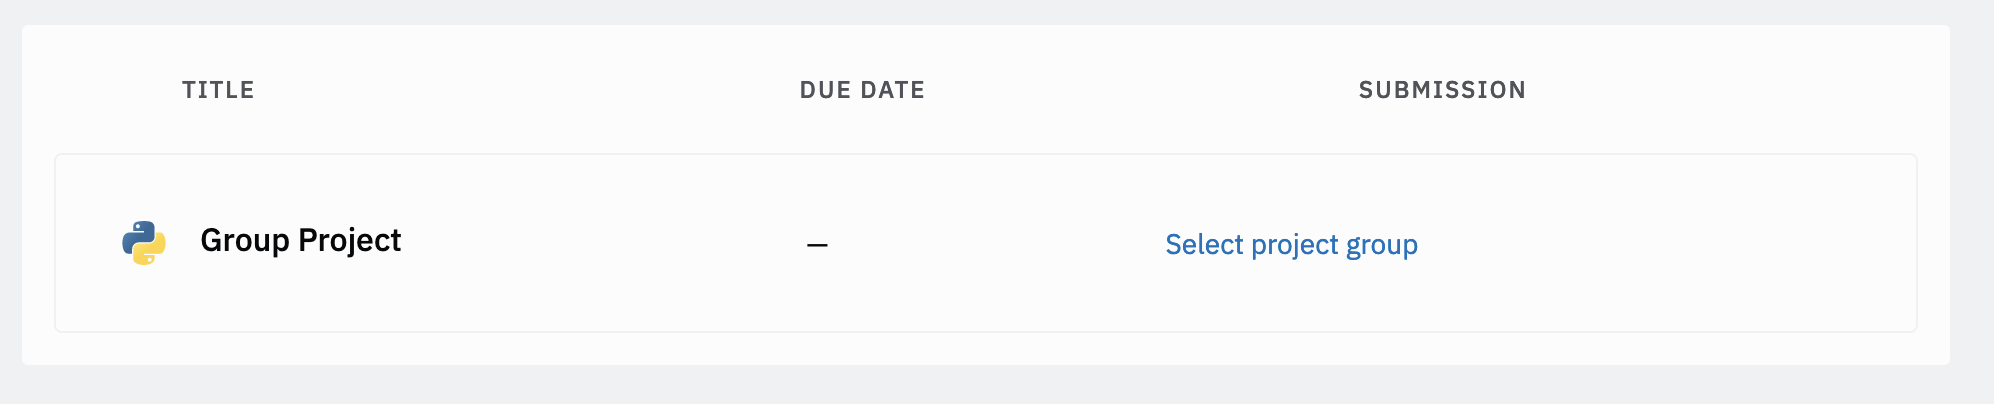 TITLE DUE DATE SUBMISSION
Group Project — Select project group